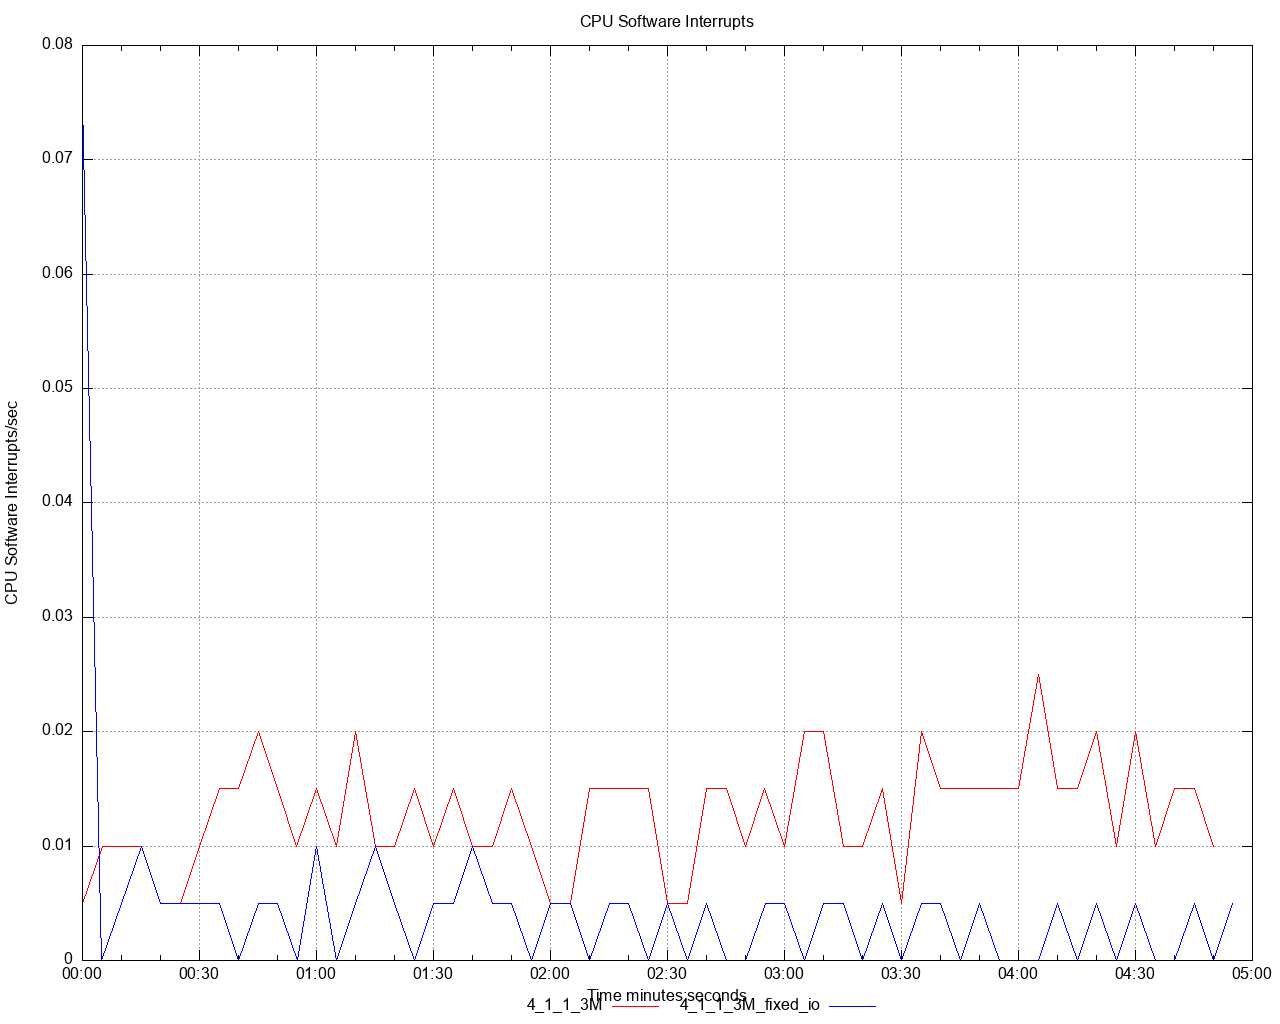 CPU Software Interrupts
CPU Software Interrupts/sec
0.08
0.07
0.06
0.05
0.04
0.03
0.02
0.01
0
00:00 00:30 01:00 01:30 02:00 02:30 03:00 03:30 04:00 04:30 05:00
Time minutes:seconds
4_1_1_3M 4_1_1_3M_fixed_io